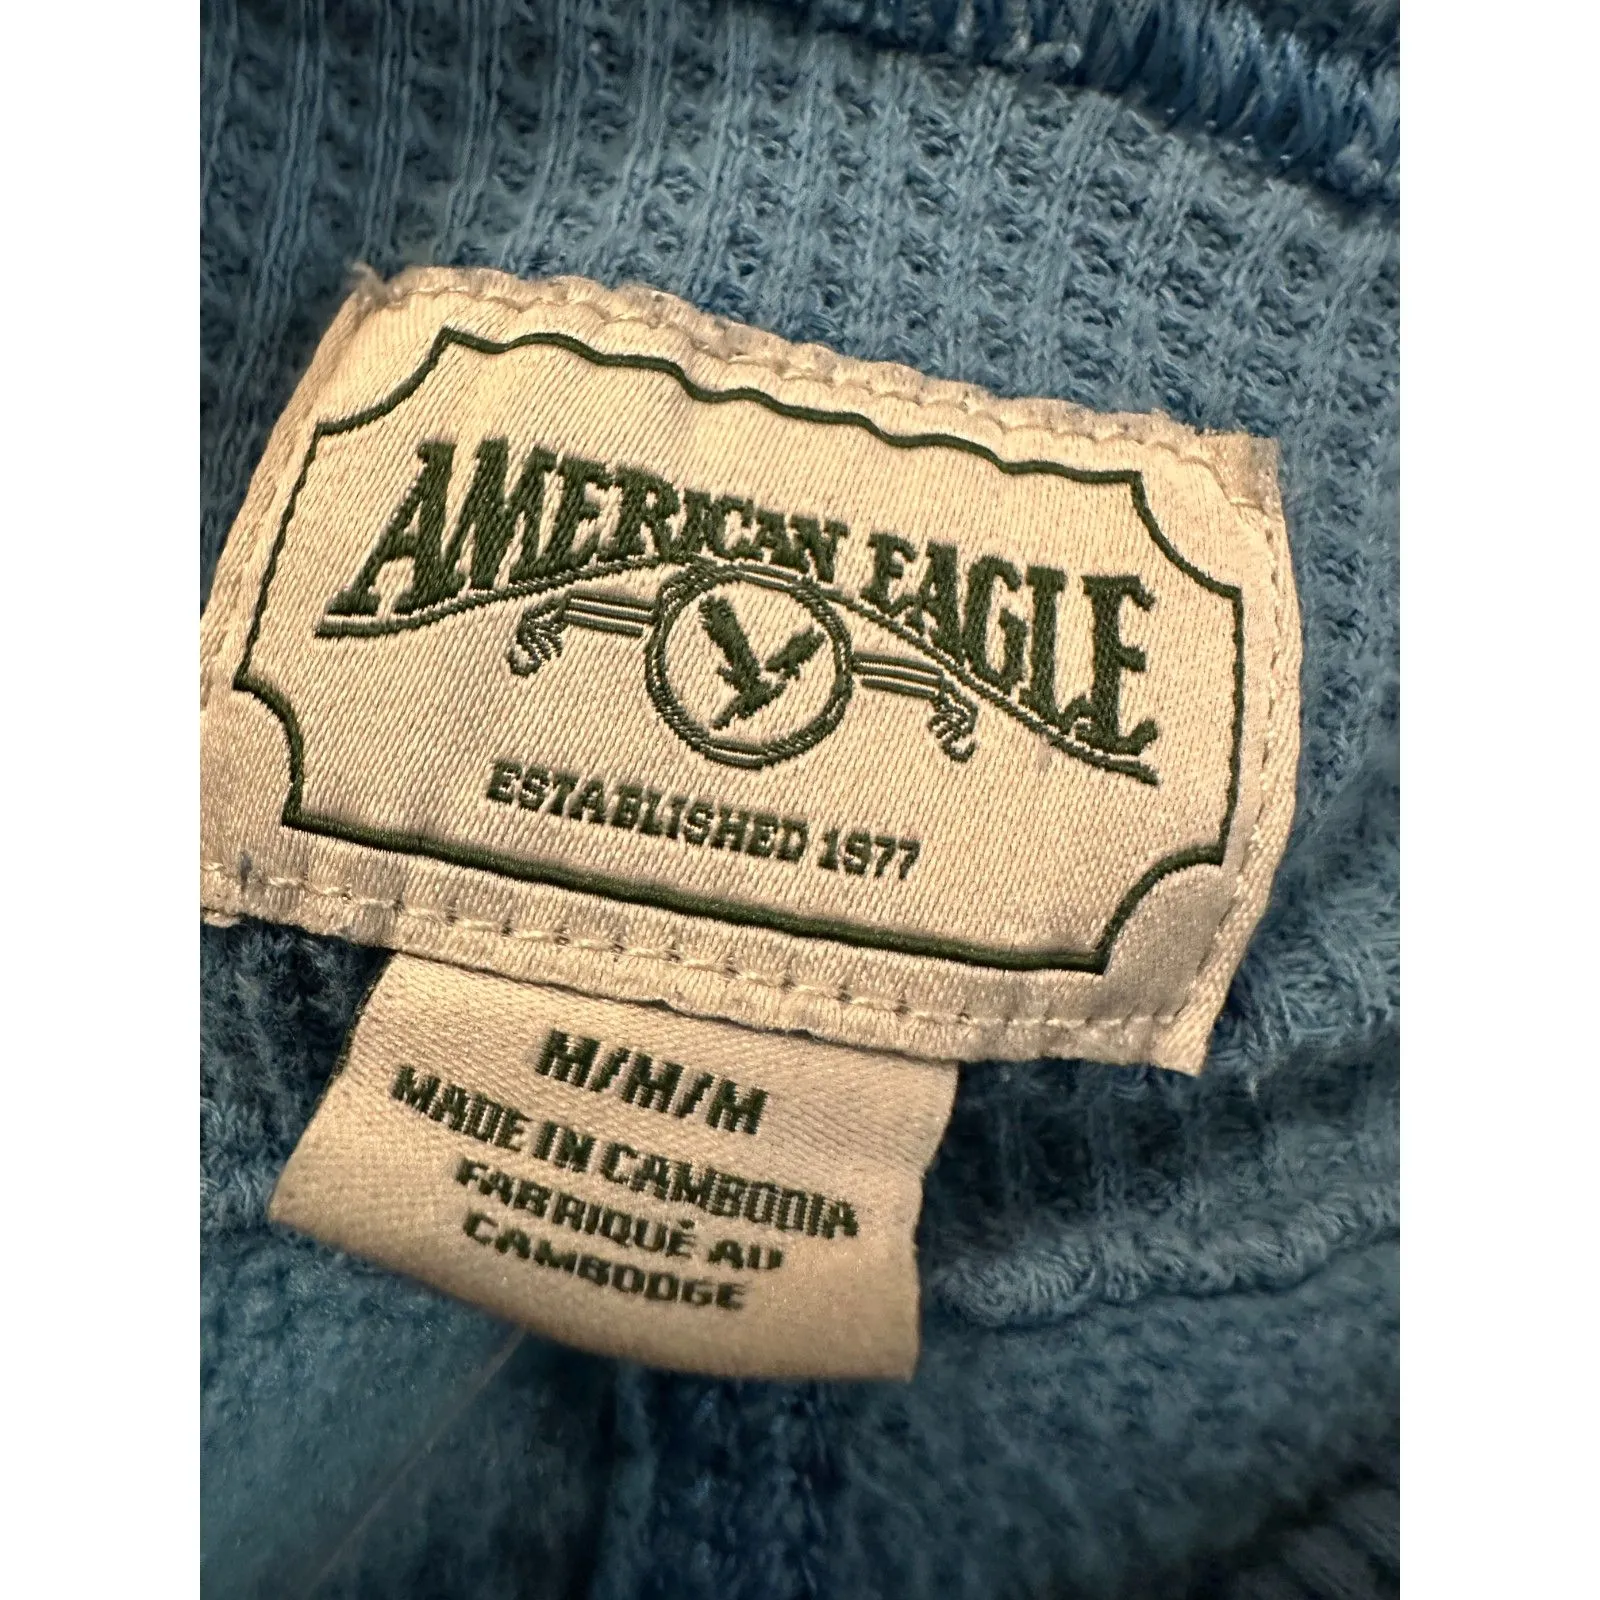 AMERICAN EAGLE
ESTABLISHED 1977
M/M/M
MADE IN CAMBODIA
FABRIQUÉ AU
CAMBODGE